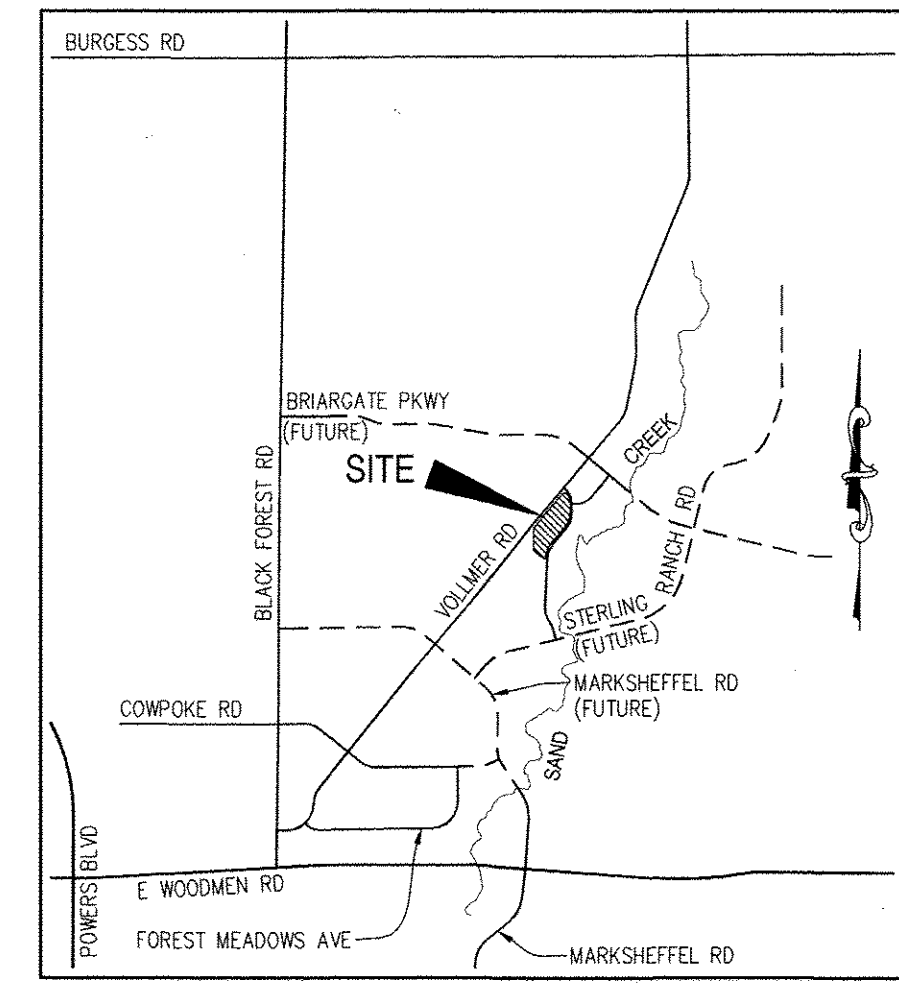 BURGESS RD
BRIARGATE PKWY
(FUTURE)
SITE
CREEK
BLACK FOREST RD
VOLLMER RD
RANCH RD
STERLING
(FUTURE)
MARKSHEFFEL RD
(FUTURE)
COWPOKE RD
SAND
POWERS BLVD
E WOODMEN RD
FOREST MEADOWS AVE
MARKSHEFFEL RD